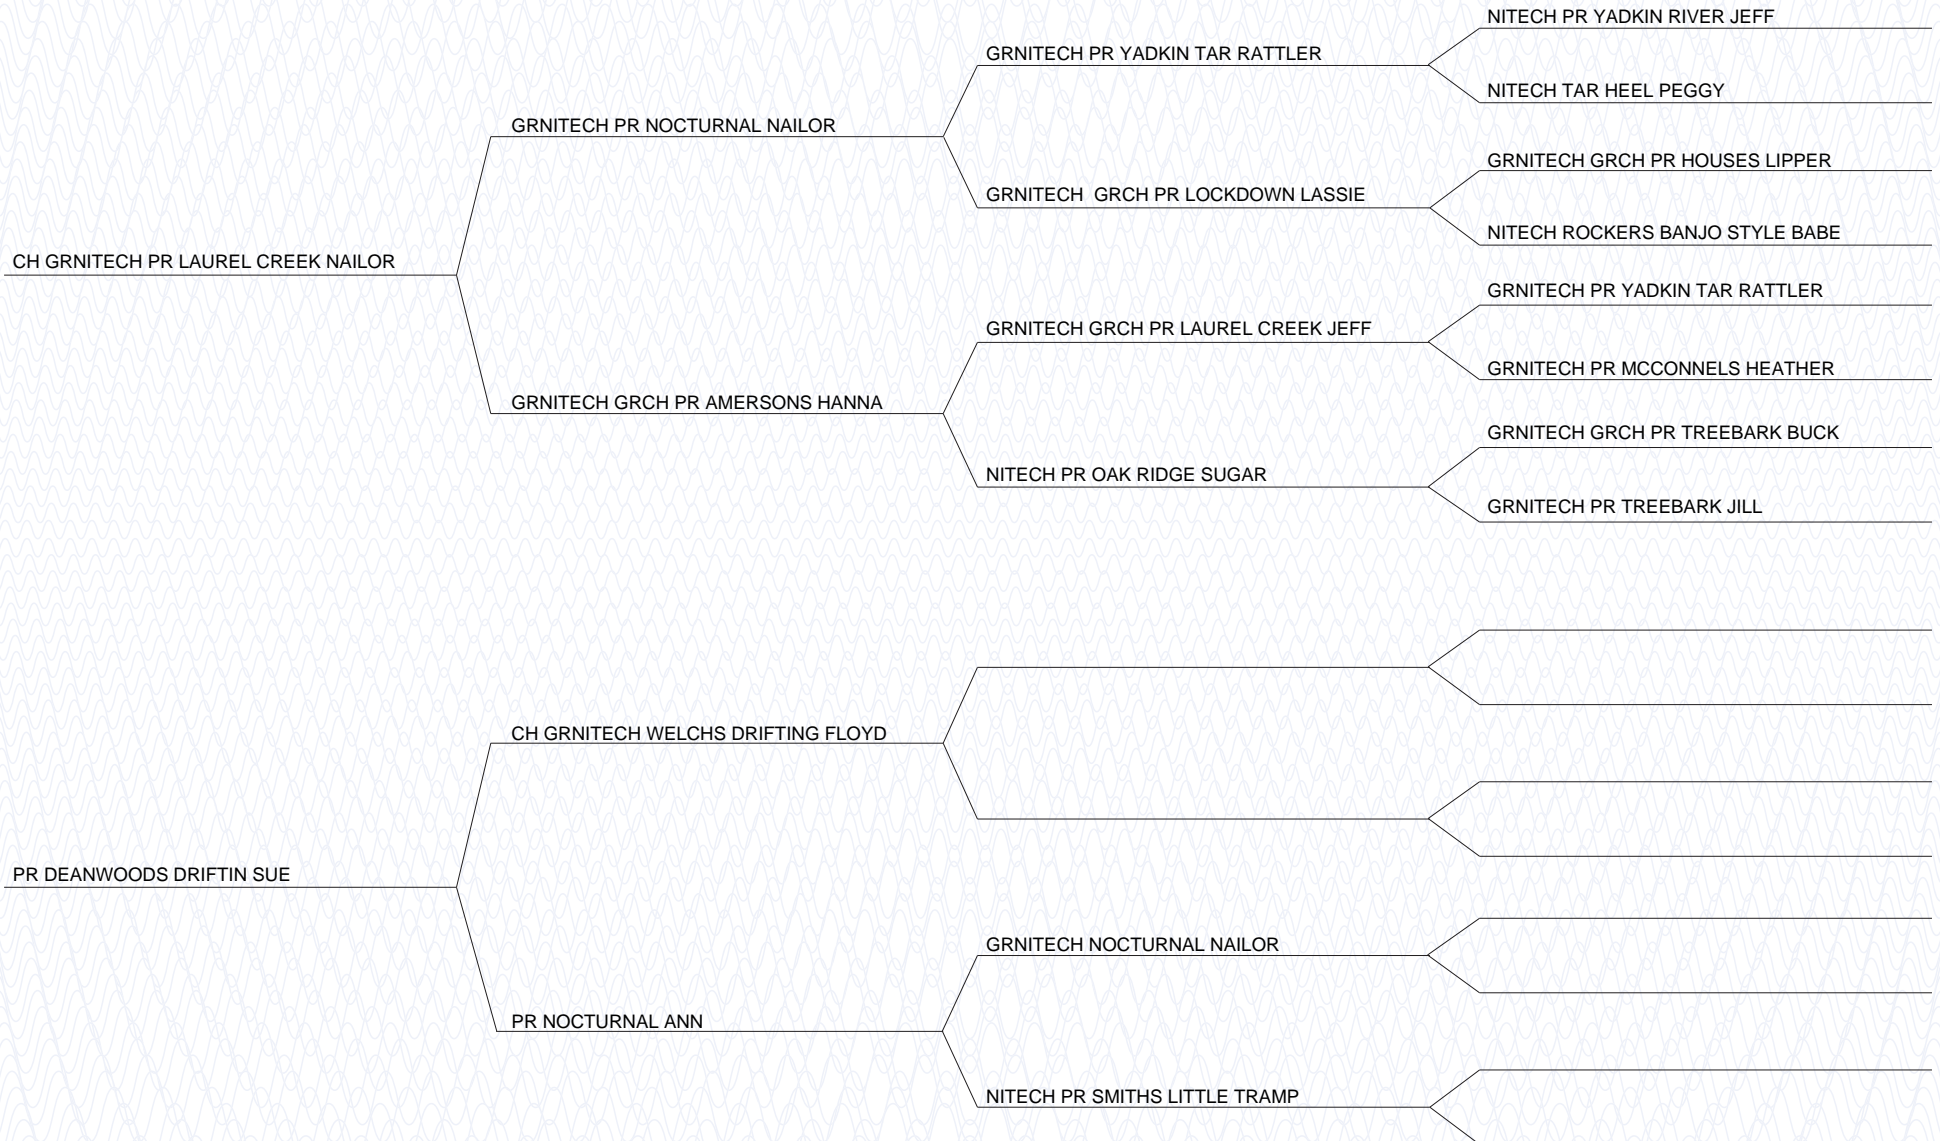 NITECH PR YADKIN RIVER JEFF
GRNITECH PR YADKIN TAR RATTLER
NITECH TAR HEEL PEGGY
GRNITECH PR NOCTURNAL NAILOR
GRNITECH GRCH PR HOUSES LIPPER
GRNITECH  GRCH PR LOCKDOWN LASSIE
NITECH ROCKERS BANJO STYLE BABE
CH GRNITECH PR LAUREL CREEK NAILOR
GRNITECH PR YADKIN TAR RATTLER
GRNITECH GRCH PR LAUREL CREEK JEFF
GRNITECH PR MCCONNELS HEATHER
GRNITECH GRCH PR AMERSONS HANNA
GRNITECH GRCH PR TREEBARK BUCK
NITECH PR OAK RIDGE SUGAR
GRNITECH PR TREEBARK JILL
CH GRNITECH WELCHS DRIFTING FLOYD
PR DEANWOODS DRIFTIN SUE
GRNITECH NOCTURNAL NAILOR
PR NOCTURNAL ANN
NITECH PR SMITHS LITTLE TRAMP